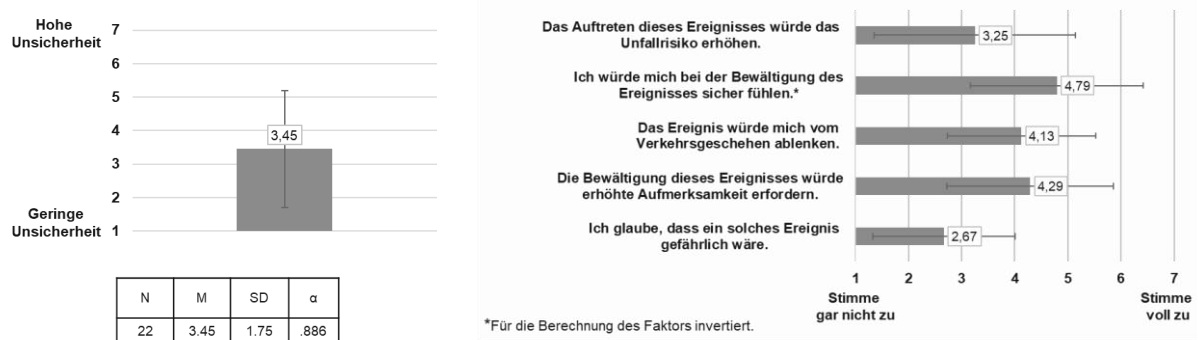 Hohe
Unsicherheit
7
6
5
4
3,45
3
2
Geringe
Unsicherheit
1
N M SD α
22 3.45 1.75 .886
Das Auftreten dieses Ereignisses würde das
Unfallrisiko erhöhen.
3,25
Ich würde mich bei der Bewältigung des
Ereignisses sicher fühlen.*
4,79
Das Ereignis würde mich vom
Verkehrsgeschehen ablenken.
4,13
Die Bewältigung dieses Ereignisses würde
erhöhte Aufmerksamkeit erfordern.
4,29
Ich glaube, dass ein solches Ereignis
gefährlich wäre.
2,67
1 2 3 4 5 6 7
Stimme
gar nicht zu
Stimme
voll zu
*Für die Berechnung des Faktors invertiert.